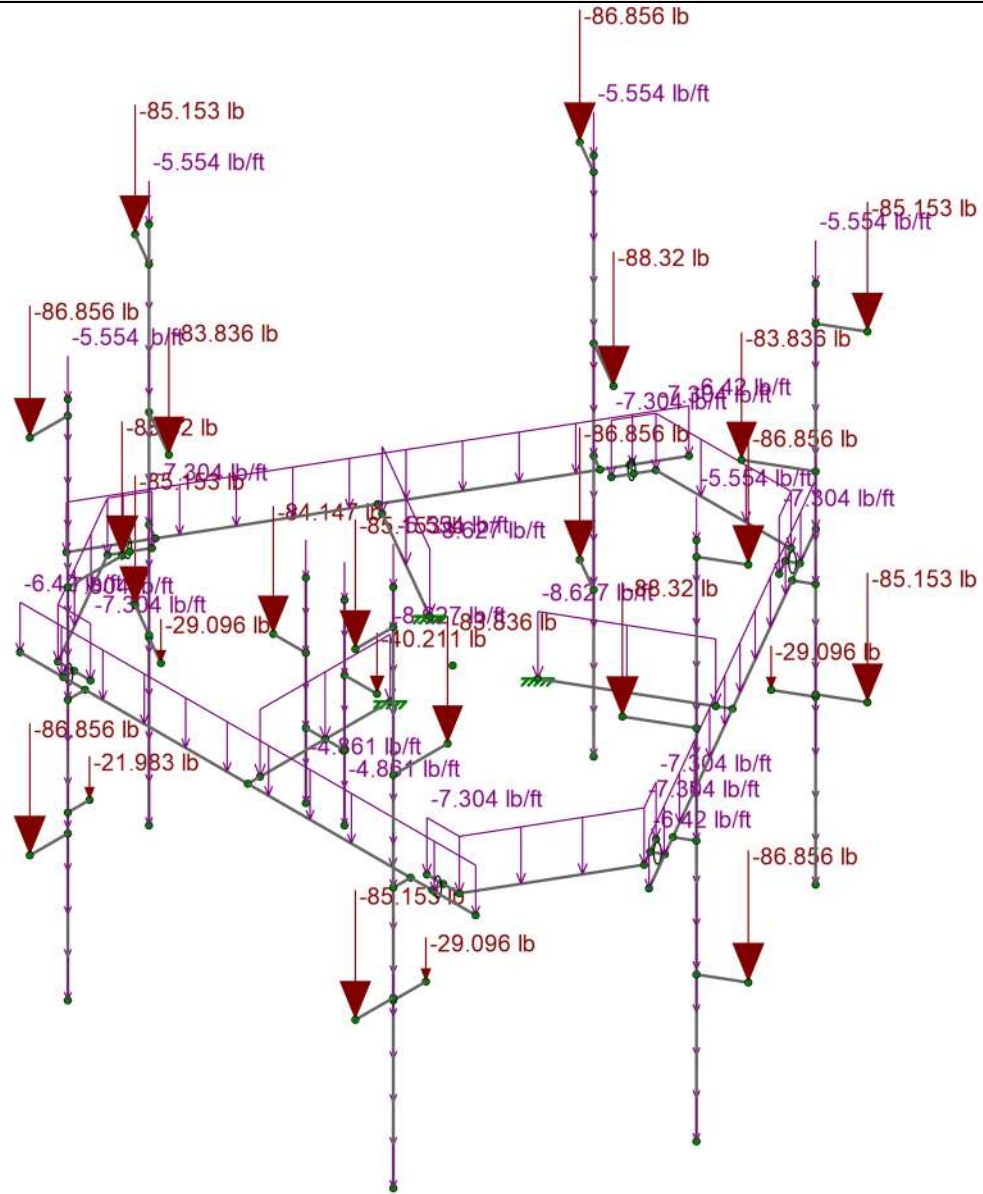 -86.856 lb
-5.554 lb/ft
-85.153 lb
-5.554 lb/ft
-85.153 lb
-5.554 lb/ft
-88.32 lb
-86.856 lb
-5.554
-83.836 lb
-83.836 lb
-6.42 lb/ft
-7.304 lb/ft
-86.856 lb
-86.856 lb
-7.304 lb/ft
-85.153 lb
-5.554 lb/ft
-7.304 lb/ft
-84.147 lb
-8.627 lb/ft
-7.304 lb/ft
-29.096 lb
-8.627 lb/ft
-88.32 lb
-85.153 lb
-83.836 lb
-40.211 lb
-29.096 lb
-86.856 lb
-21.983 lb
-4.861 lb/ft
-4.861 lb/ft
-7.304 lb/ft
-7.304 lb/ft
-7.304 lb/ft
-6.42 lb/ft
-86.856 lb
-85.153 lb
-29.096 lb